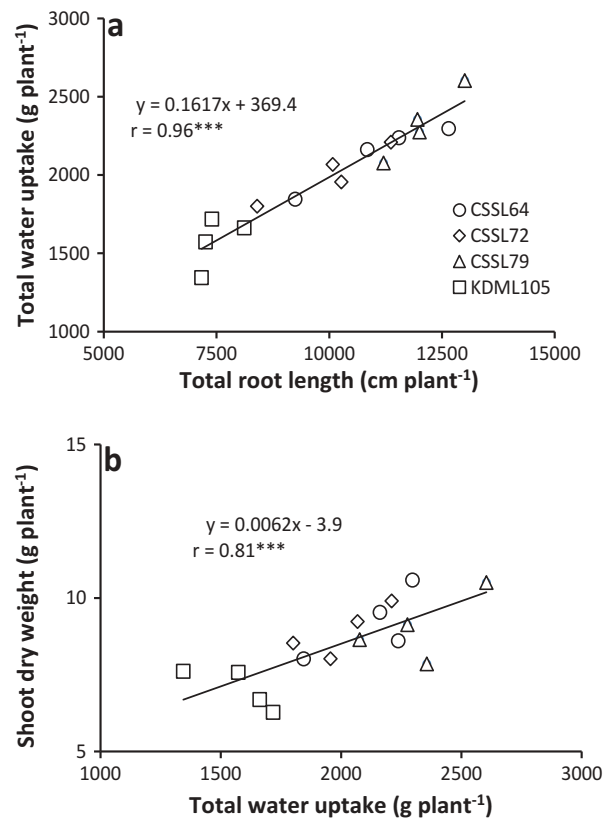 a
3000
2500
2000
1500
1000
Total water uptake (g plant⁻¹)
y = 0.1617x + 369.4
r = 0.96***
CSSL64
CSSL72
CSSL79
KDML105
5000 7500 10000 12500 15000
Total root length (cm plant⁻¹)
b
15
10
5
Shoot dry weight (g plant⁻¹)
y = 0.0062x - 3.9
r = 0.81***
1000 1500 2000 2500 3000
Total water uptake (g plant⁻¹)